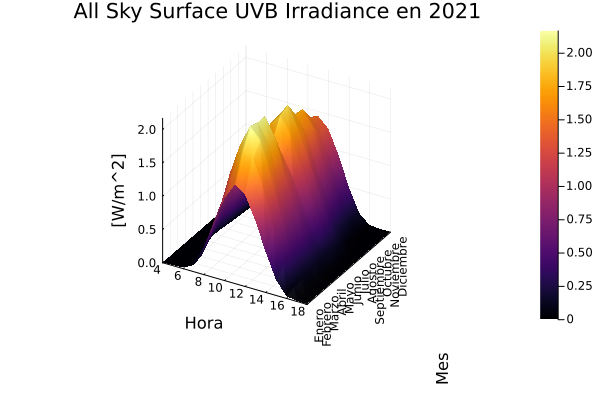 All Sky Surface UVB Irradiance en 2021
[W/m^2]
2.0
1.5
1.0
0.5
0.0
4
6
8
10
12
14
16
18
Hora
Enero
Febrero
Marzo
Abril
Mayo
Junio
Julio
Agosto
Septiembre
Octubre
Noviembre
Diciembre
Mes
2.00
1.75
1.50
1.25
1.00
0.75
0.50
0.25
0